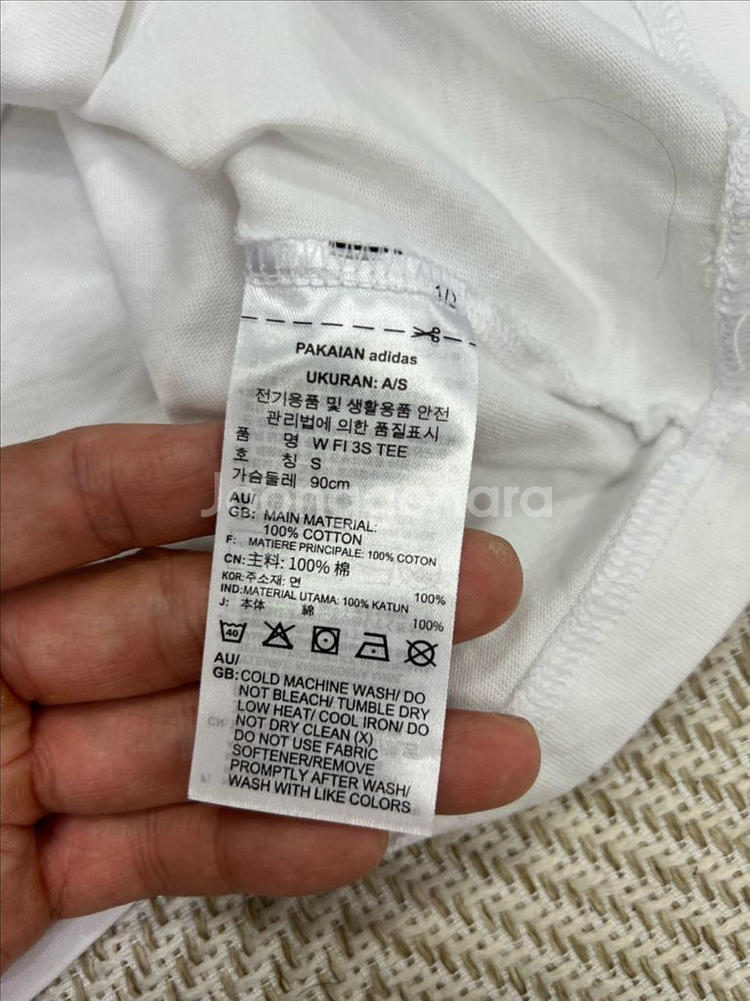 1/2
PAKAIAN adidas
UKURAN: A/S
전기용품 및 생활용품 안전
관리법에 의한 품질표시
품 명 W FI 3S TEE
호 칭 S
가슴둘레 90cm
Joonggonara
AU/
GB: MAIN MATERIAL:
100% COTTON
F: MATIERE PRINCIPALE: 100% COTON
CN: 主料: 100% 棉
KOR: 주소재: 면 100%
IND: MATERIAL UTAMA: 100% KATUN
J: 本体 綿 100%
40
AU/
GB: COLD MACHINE WASH/ DO
NOT BLEACH/ TUMBLE DRY
LOW HEAT/ COOL IRON/ DO
NOT DRY CLEAN (X)
DO NOT USE FABRIC
SOFTENER/REMOVE
PROMPTLY AFTER WASH/
WASH WITH LIKE COLORS